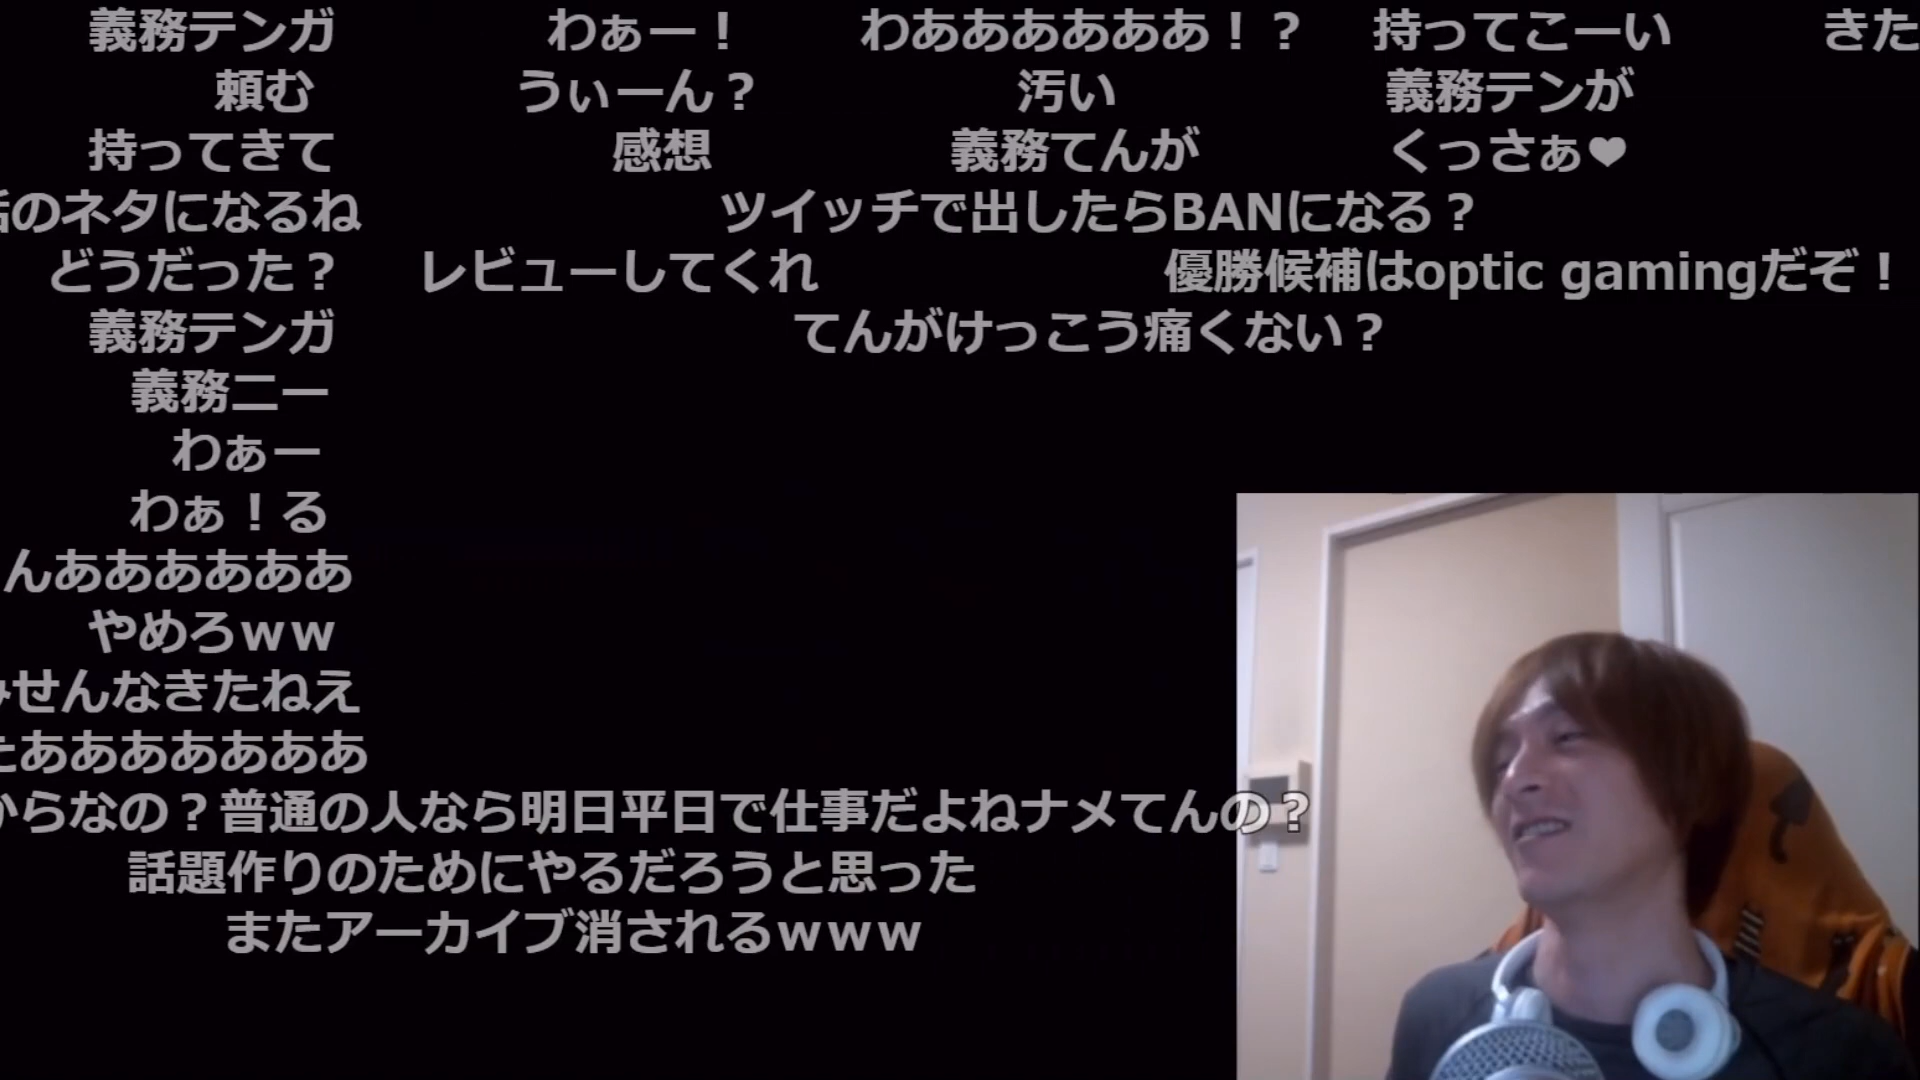 義務テンガ わぁー！ わああああああ！？ 持ってこーい きた
頼む うぃーん？ 汚い 義務テンが
持ってきて 感想 義務てんが くっさぁ❤
のネタになるね ツイッチで出したらBANになる？
どうだった？ レビューしてくれ 優勝候補はoptic gamingだぞ！
義務テンガ てんがけっこう痛くない？
義務ニー
わぁー
わぁ！る
んああああああ
やめろｗｗ
せんなきたねえ
あああああああ
らなの？普通の人なら明日平日で仕事だよねナメてんの？
話題作りのためにやるだろうと思った
またアーカイブ消されるｗｗｗ